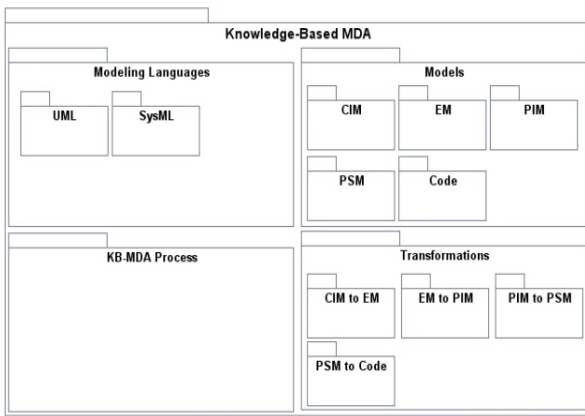 Knowledge-Based MDA
Modeling Languages
UML
SysML
Models
CIM
EM
PIM
PSM
Code
KB-MDA Process
Transformations
CIM to EM
EM to PIM
PIM to PSM
PSM to Code